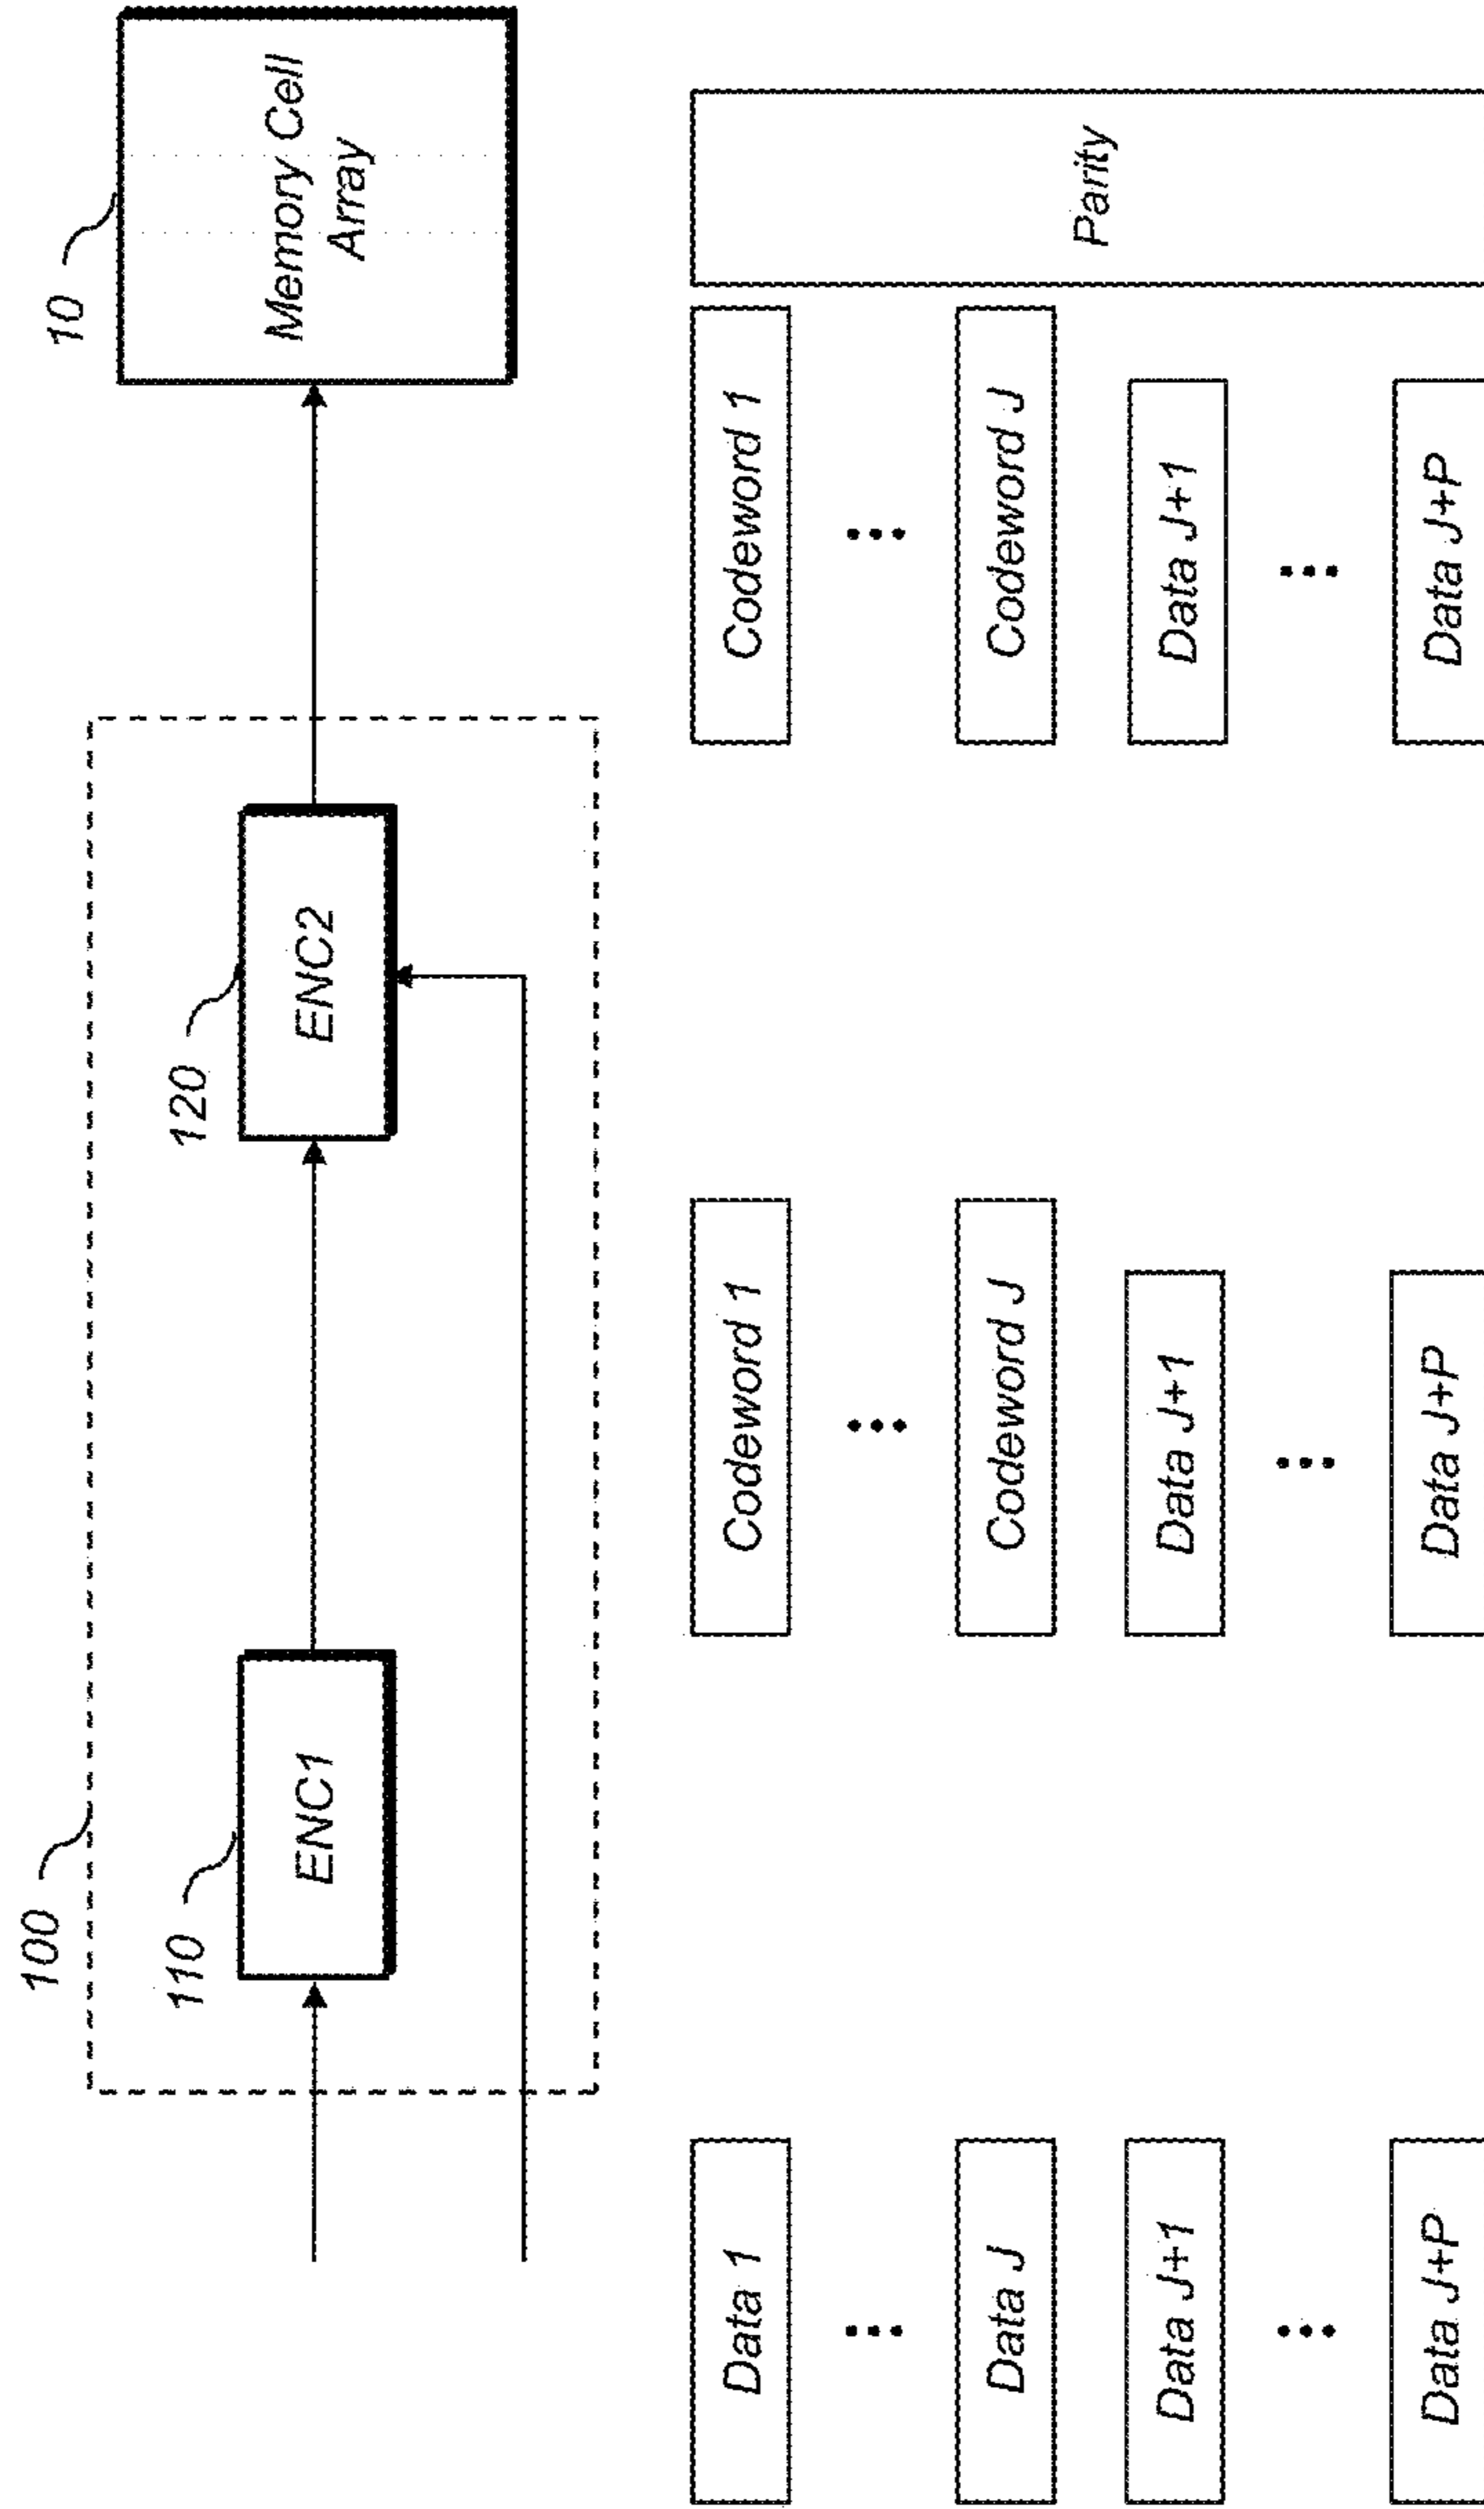 100
110
ENC1
120
ENC2
10
Memory Cell
Array
Data 1
Data J
Data J+1
Data J+P
Codeword 1
Codeword J
Data J+1
Data J+P
Codeword 1
Codeword J
Data J+1
Data J+P
Parity